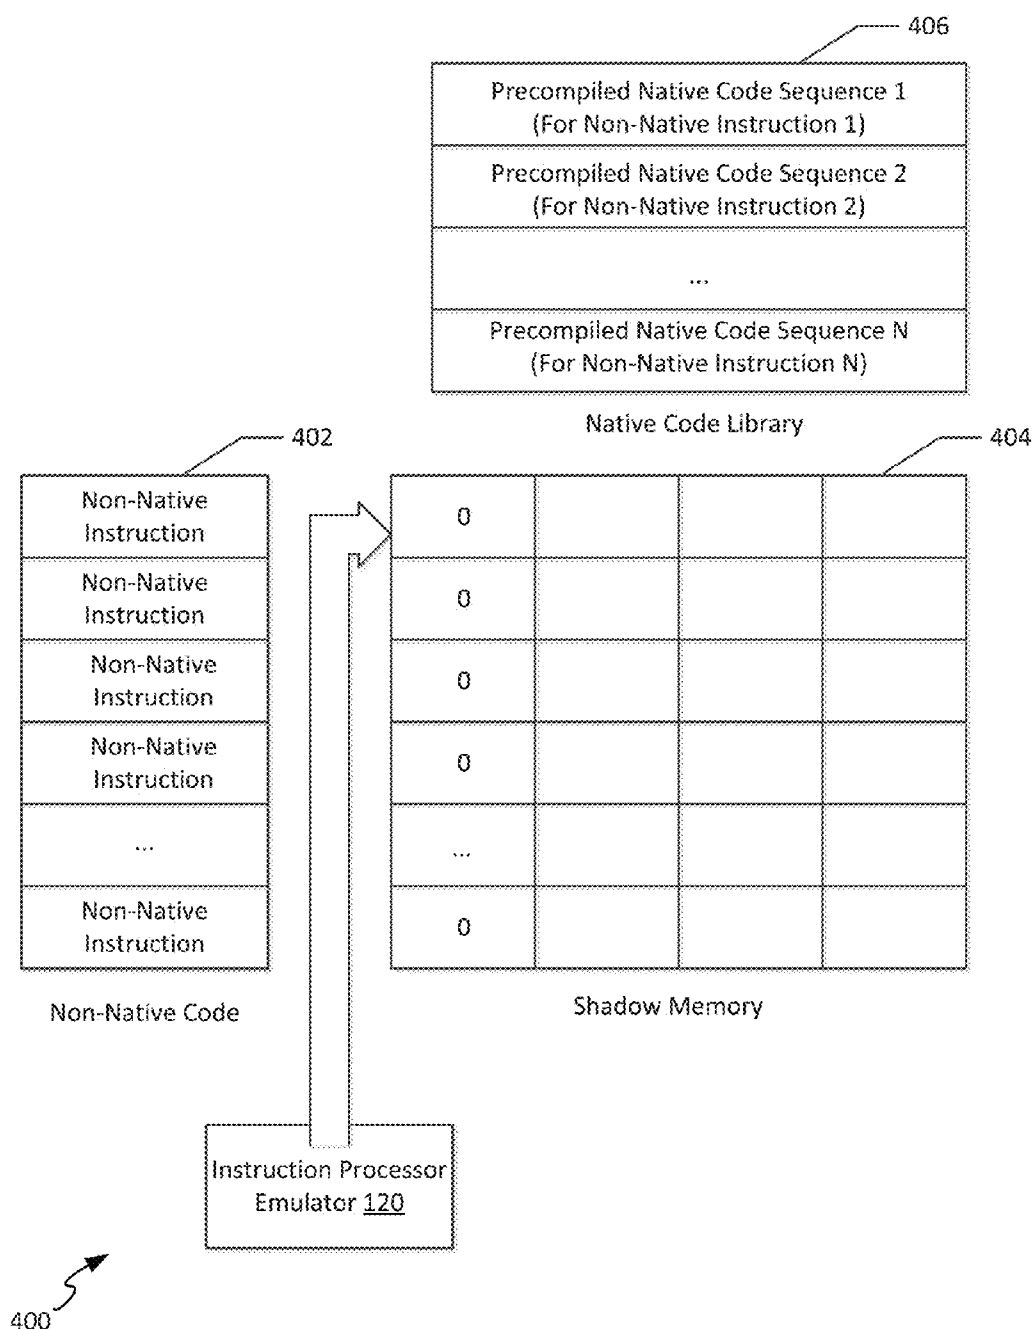 406
Precompiled Native Code Sequence 1
(For Non-Native Instruction 1)
Precompiled Native Code Sequence 2
(For Non-Native Instruction 2)
...
Precompiled Native Code Sequence N
(For Non-Native Instruction N)
Native Code Library
402
404
Non-Native
Instruction
Non-Native
Instruction
Non-Native
Instruction
Non-Native
Instruction
...
Non-Native
Instruction
Non-Native Code
0
0
0
0
...
0
Shadow Memory
Instruction Processor
Emulator 120
400